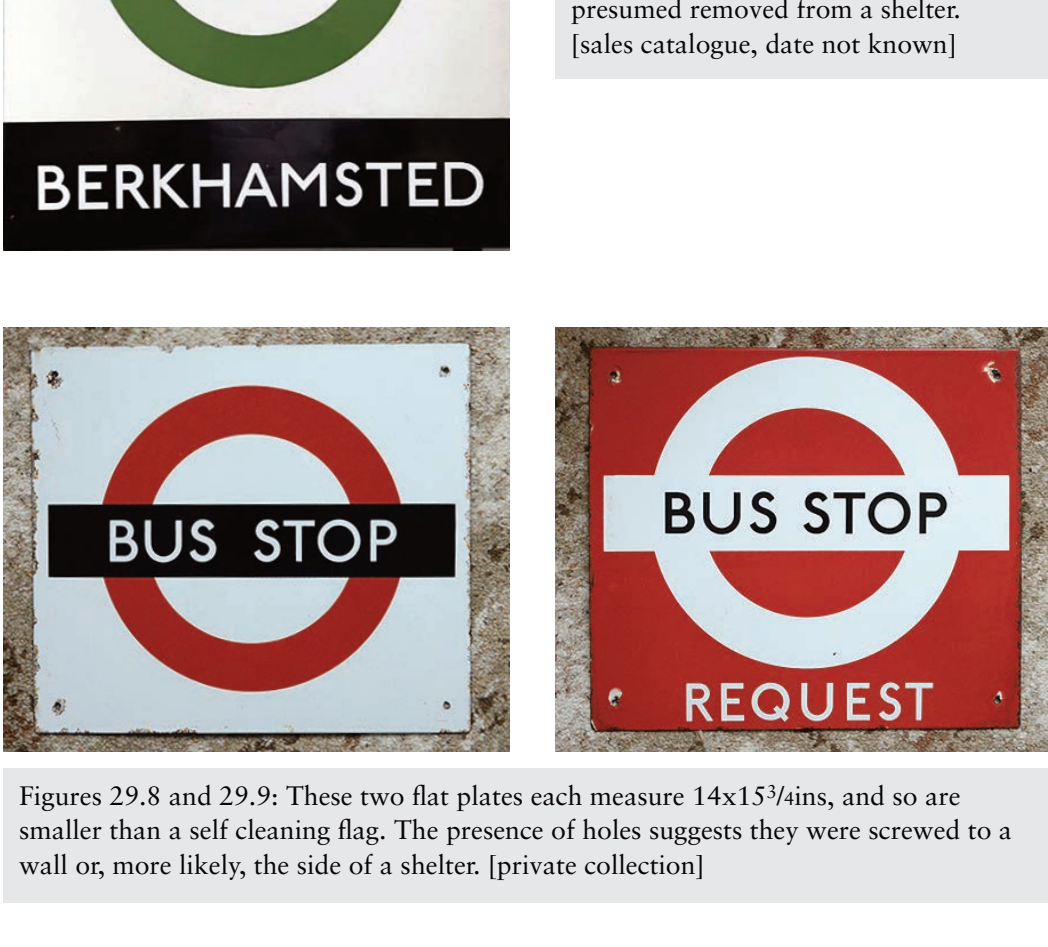 presumed removed from a shelter.
[sales catalogue, date not known]
BERKHAMSTED
BUS STOP
BUS STOP
REQUEST
Figures 29.8 and 29.9: These two flat plates each measure 14x15³/₄ins, and so are
smaller than a self cleaning flag. The presence of holes suggests they were screwed to a
wall or, more likely, the side of a shelter. [private collection]